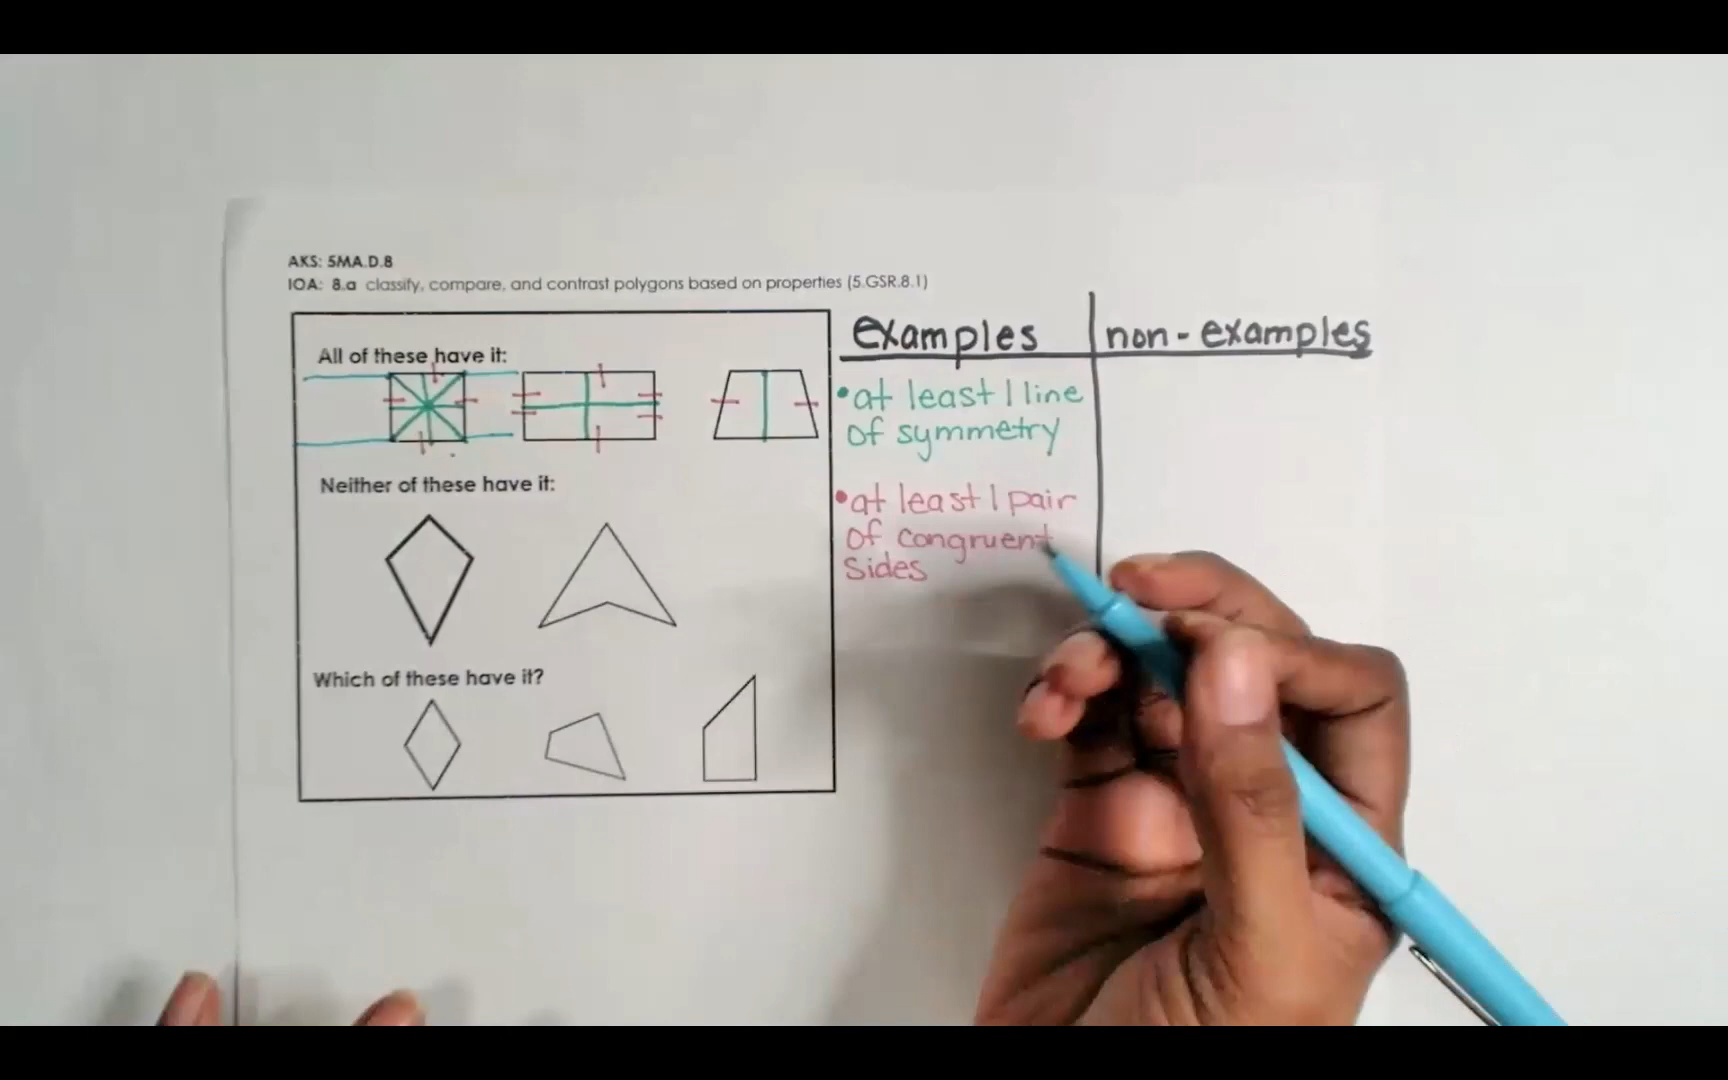 AKS: 5MA.D.8
IOA: 8.a classify, compare, and contrast polygons based on properties (5.GSR.8.1)
All of these have it:
Neither of these have it:
Which of these have it?
examples
non-examples
•at least 1 line
of symmetry
•at least 1 pair
of congruent
sides